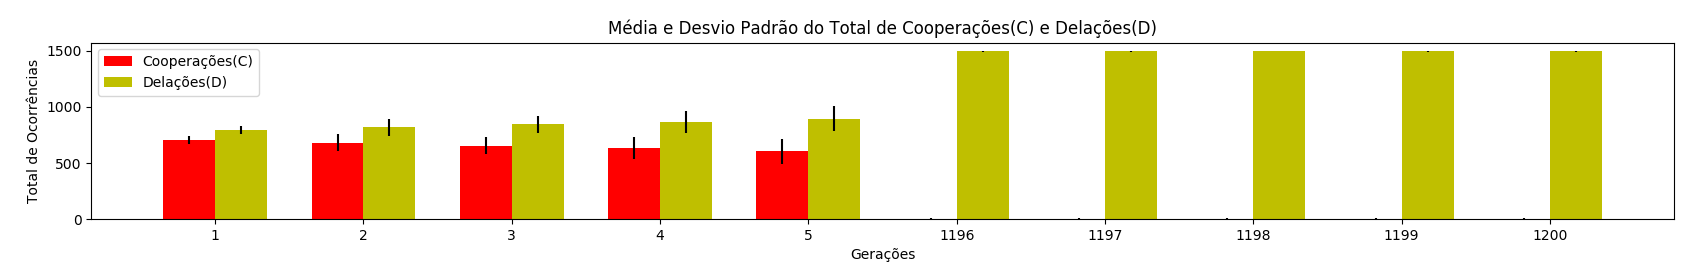 Média e Desvio Padrão do Total de Cooperações(C) e Delações(D)
Total de Ocorrências
1500
1000
500
0
Cooperações(C)
Delações(D)
1 2 3 4 5 1196 1197 1198 1199 1200
Gerações